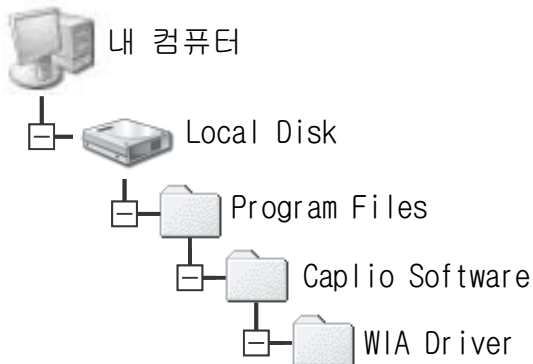 내 컴퓨터
Local Disk
Program Files
Caplio Software
WIA Driver